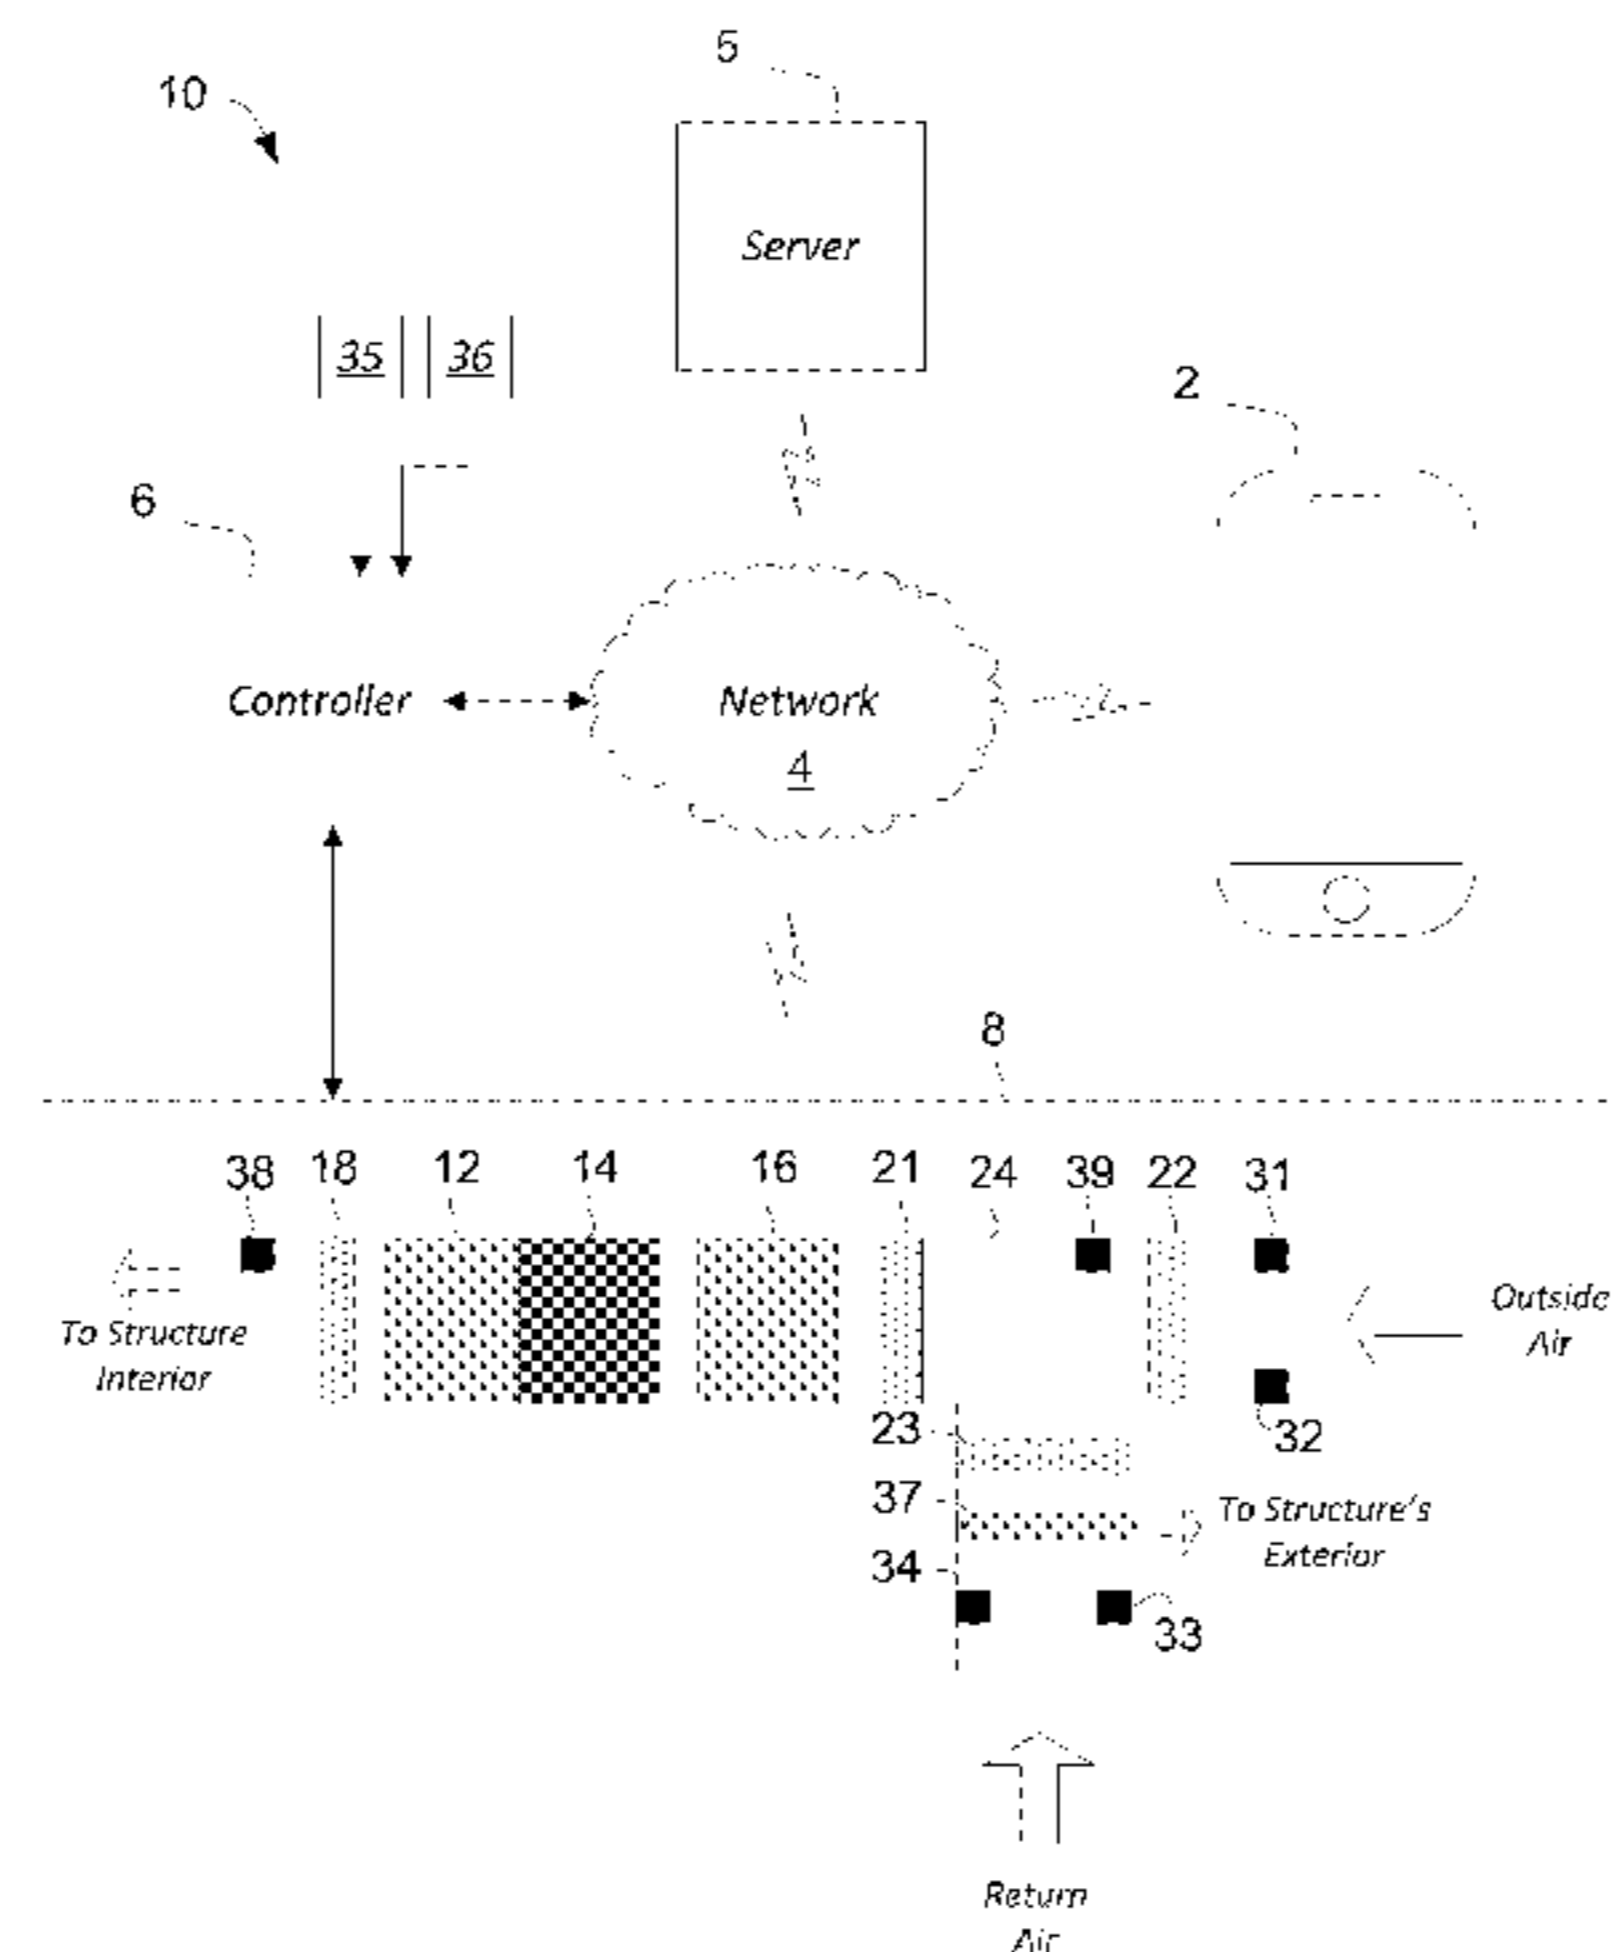 5
10
Server
35 36
2
6
Controller
Network
4
8
38 18 12 14 16 21 24 39 22 31
Outside
Air
To Structure
Interior
23
32
37
To Structure's
Exterior
34
33
Return
Air